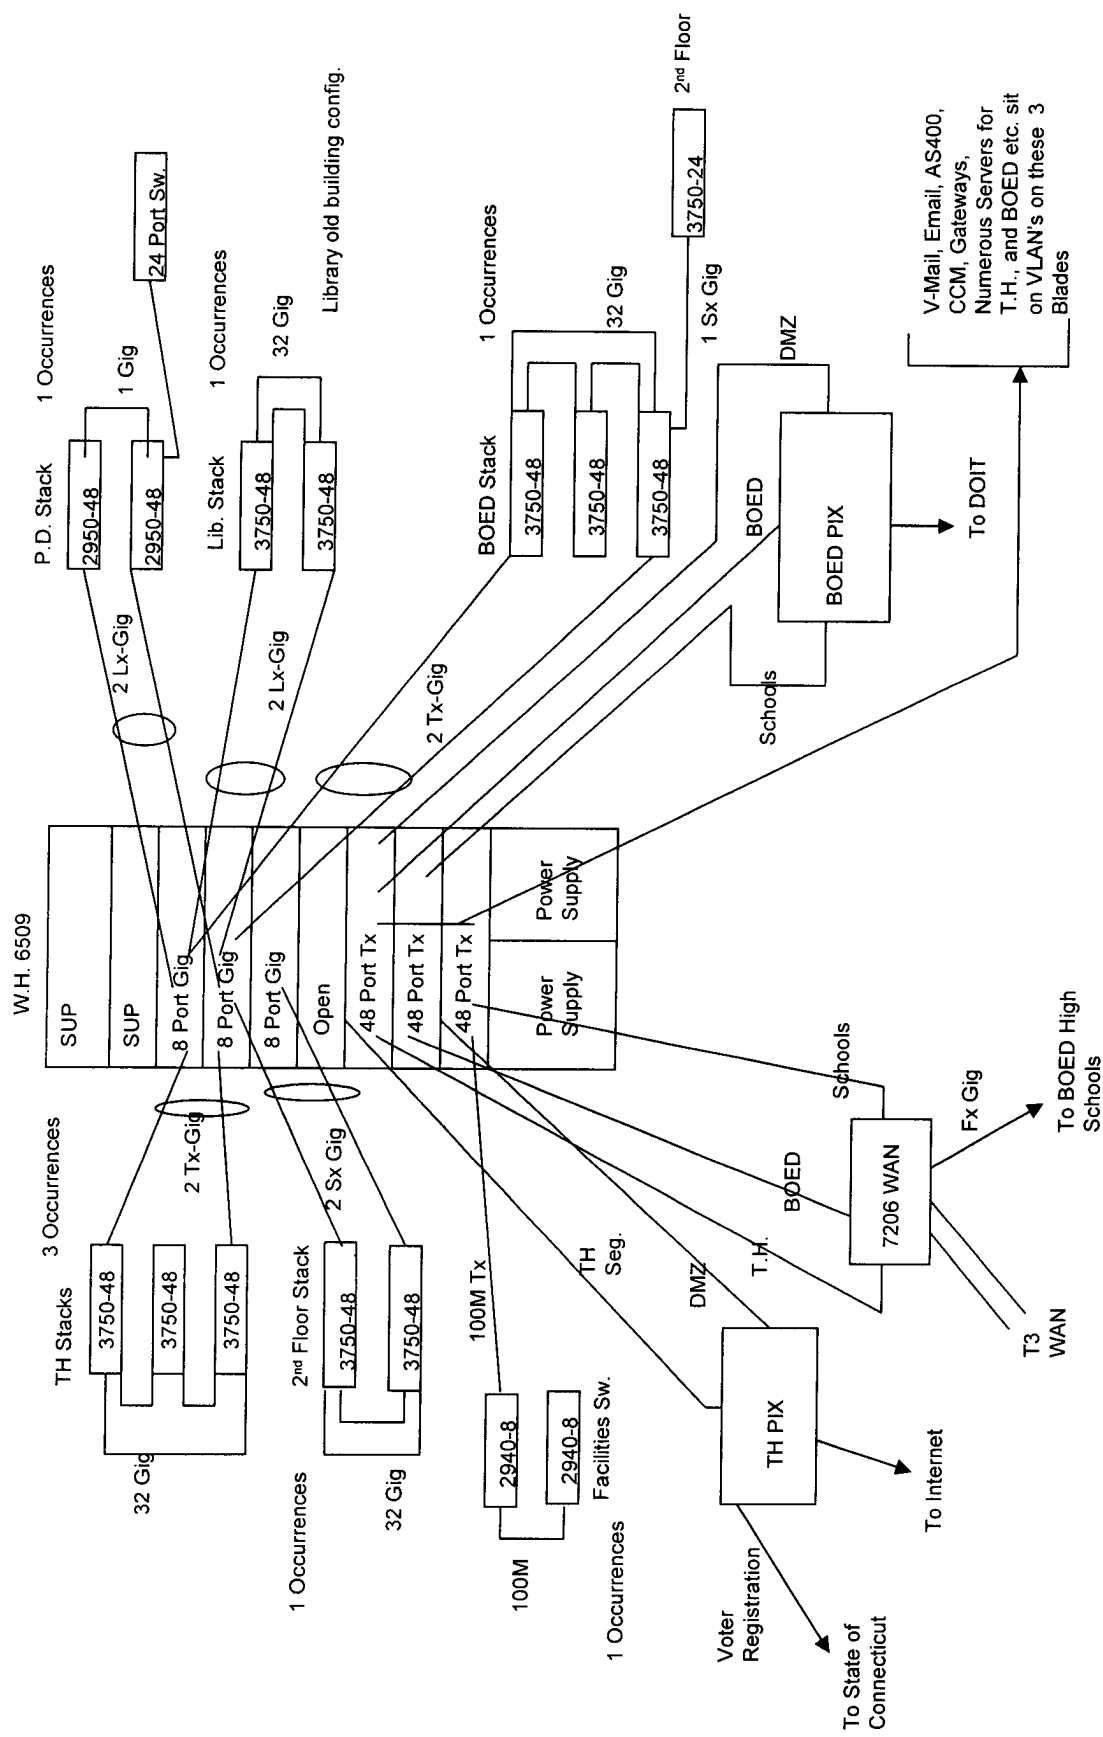 W.H. 6509
SUP
SUP
8 Port Gig
8 Port Gig
8 Port Gig
Open
48 Port Tx
48 Port Tx
48 Port Tx
Power
Supply
Power
Supply
3 Occurrences
TH Stacks
3750-48
3750-48
3750-48
32 Gig
2 Tx-Gig
2nd Floor Stack
3750-48
3750-48
1 Occurrences
32 Gig
2 Sx Gig
100M Tx
2940-8
2940-8
Facilities Sw.
100M
1 Occurrences
TH
Seg.
DMZ
T.H.
BOED
Schools
TH PIX
Voter
Registration
To State of
Connecticut
To Internet
7206 WAN
T3
WAN
Fx Gig
To BOED High
Schools
P.D. Stack
1 Occurrences
2950-48
2950-48
1 Gig
24 Port Sw.
2 Lx-Gig
Lib. Stack
1 Occurrences
3750-48
3750-48
32 Gig
Library old building config.
2 Lx-Gig
BOED Stack
1 Occurrences
3750-48
3750-48
3750-48
32 Gig
3750-24
2nd Floor
1 Sx Gig
2 Tx-Gig
DMZ
BOED
Schools
BOED PIX
To DOIT
V-Mail, Email, AS400,
CCM, Gateways,
Numerous Servers for
T.H., and BOED etc. sit
on VLAN's on these 3
Blades